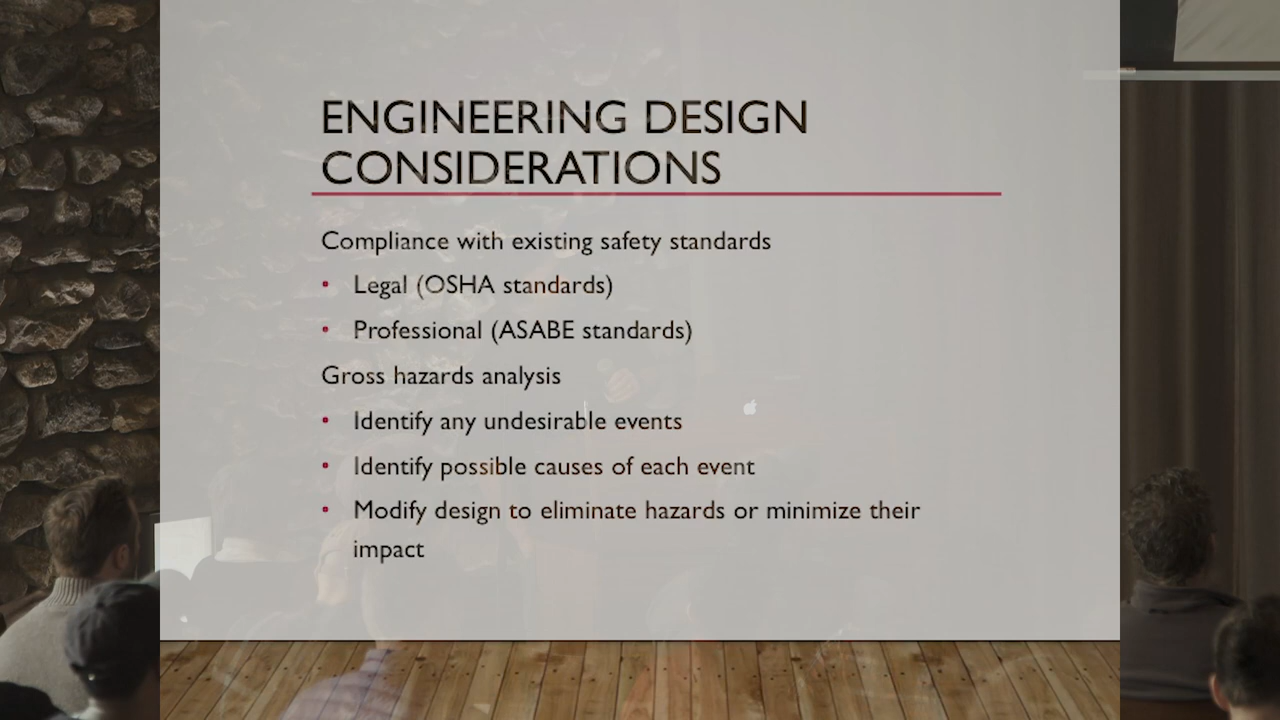 ENGINEERING DESIGN
CONSIDERATIONS
Compliance with existing safety standards
• Legal (OSHA standards)
• Professional (ASABE standards)
Gross hazards analysis
• Identify any undesirable events
• Identify possible causes of each event
• Modify design to eliminate hazards or minimize their
impact